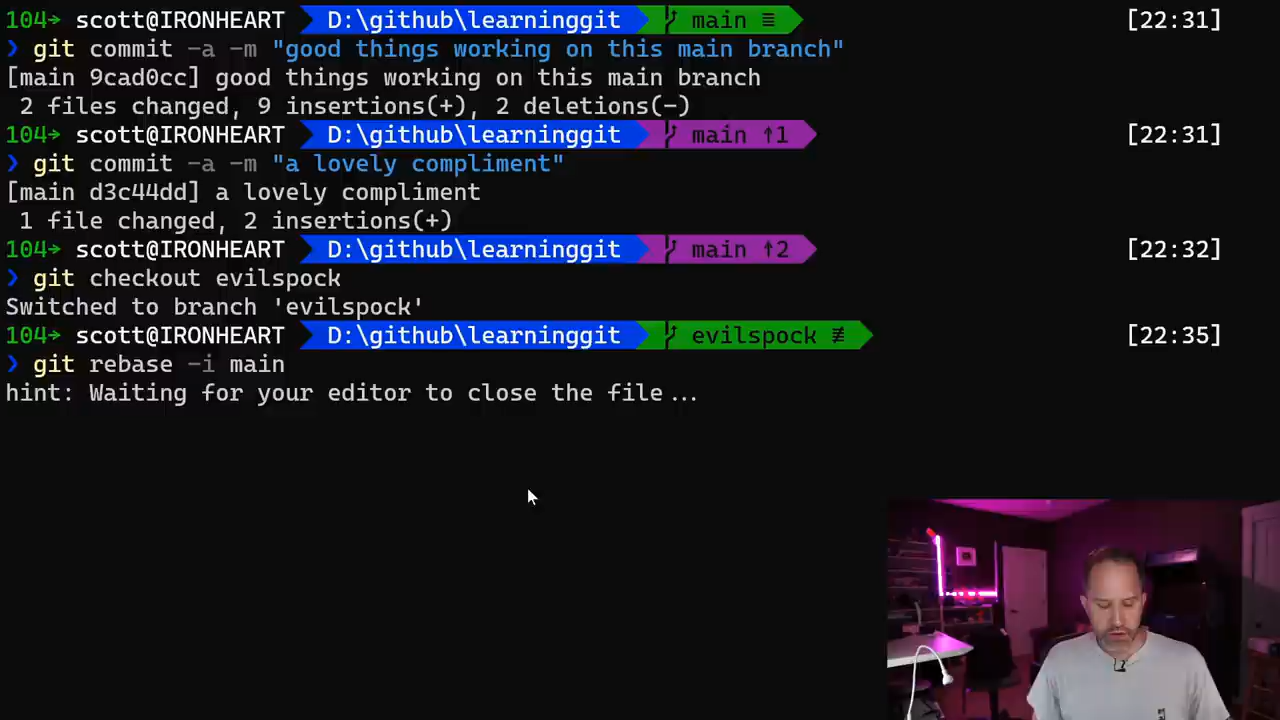 104→ scott@IRONHEART D:\github\learninggit main ≡ [22:31]
❯ git commit -a -m "good things working on this main branch"
[main 9cad0cc] good things working on this main branch
2 files changed, 9 insertions(+), 2 deletions(-)
104→ scott@IRONHEART D:\github\learninggit main ↑1 [22:31]
❯ git commit -a -m "a lovely compliment"
[main d3c44dd] a lovely compliment
1 file changed, 2 insertions(+)
104→ scott@IRONHEART D:\github\learninggit main ↑2 [22:32]
❯ git checkout evilspock
Switched to branch 'evilspock'
104→ scott@IRONHEART D:\github\learninggit evilspock ≢ [22:35]
❯ git rebase -i main
hint: Waiting for your editor to close the file...